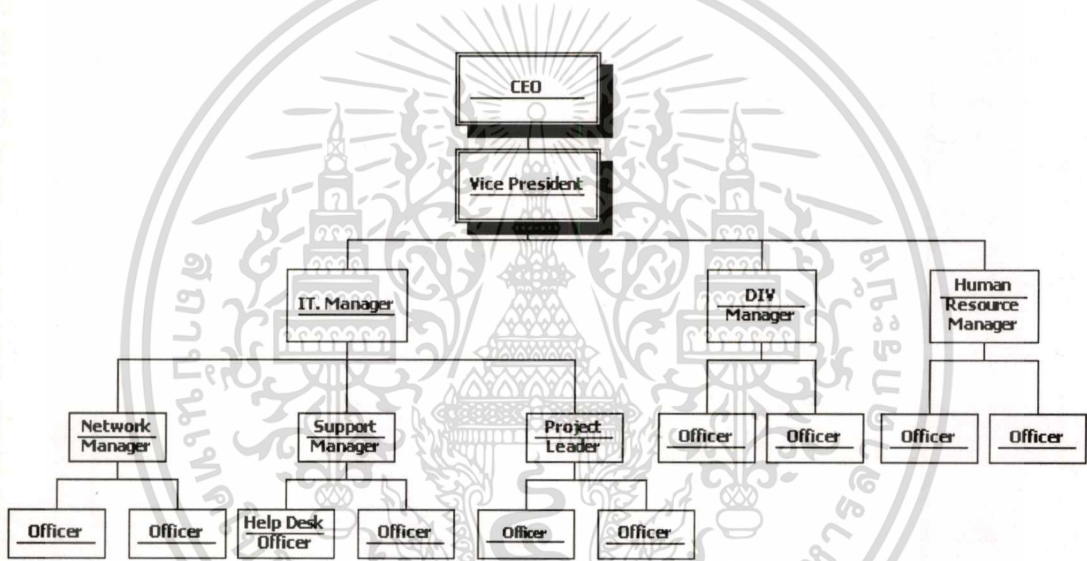 CEO
Vice President
IT. Manager
DIV
Manager
Human
Resource
Manager
Network
Manager
Support
Manager
Project
Leader
Officer
Officer
Officer
Officer
Officer
Officer
Help Desk
Officer
Officer
Officer
Officer